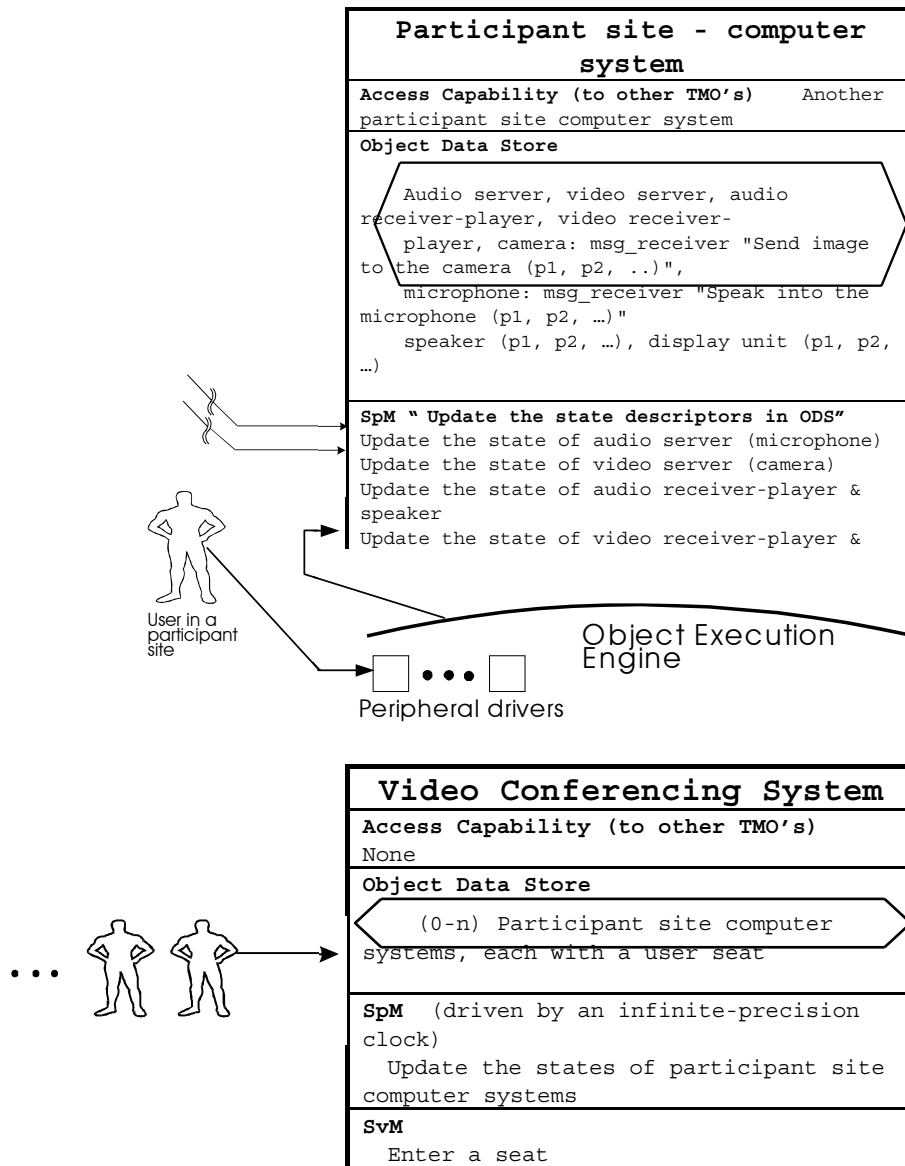 Participant site - computer
system
Access Capability (to other TMO's) Another
participant site computer system
Object Data Store
Audio server, video server, audio
receiver-player, video receiver-
player, camera: msg_receiver "Send image
to the camera (p1, p2, ..)",
microphone: msg_receiver "Speak into the
microphone (p1, p2, …)"
speaker (p1, p2, …), display unit (p1, p2,
…)
SpM “ Update the state descriptors in ODS”
Update the state of audio server (microphone)
Update the state of video server (camera)
Update the state of audio receiver-player &
speaker
Update the state of video receiver-player &
User in a
participant
site
Object Execution
Engine
Peripheral drivers
Video Conferencing System
Access Capability (to other TMO's)
None
Object Data Store
(0-n) Participant site computer
systems, each with a user seat
SpM (driven by an infinite-precision
clock)
Update the states of participant site
computer systems
SvM
Enter a seat